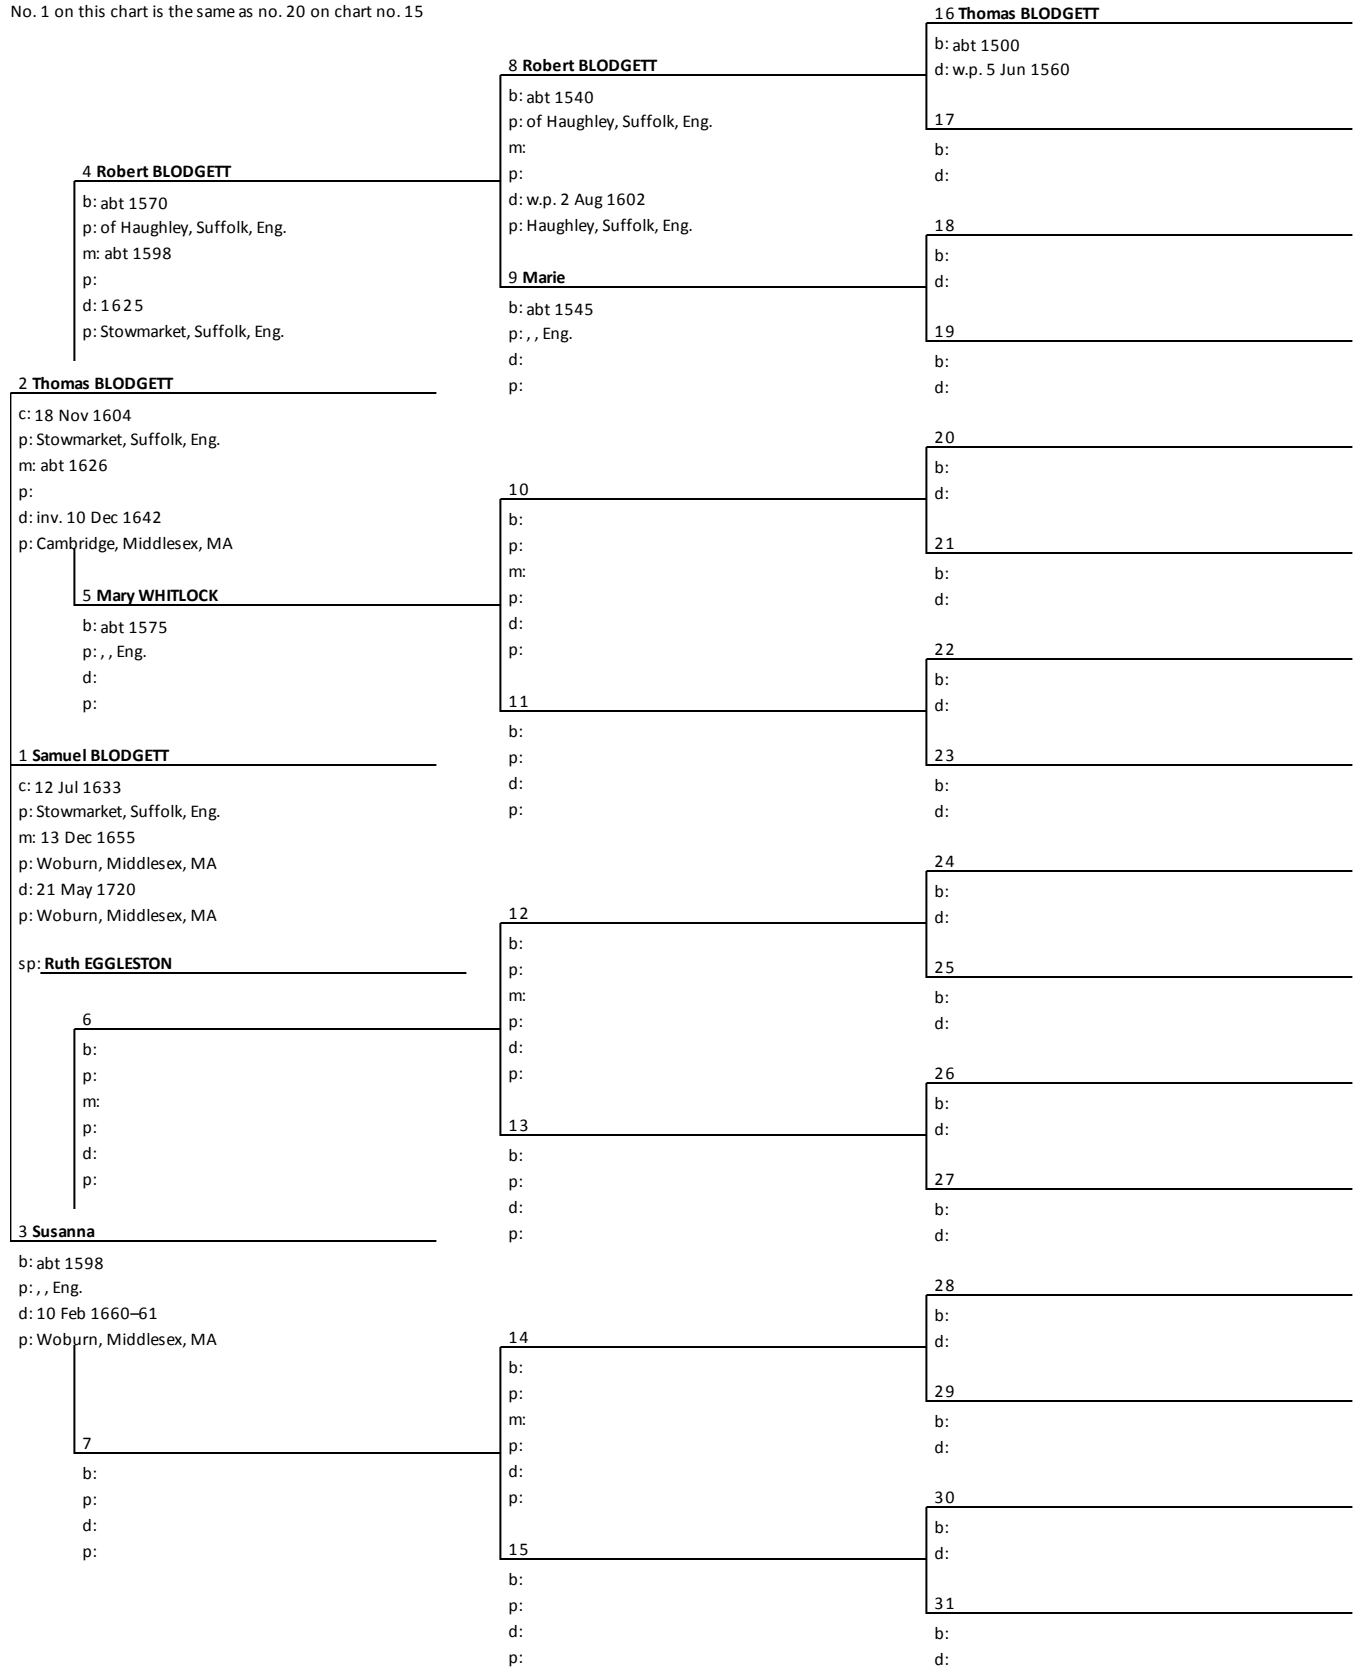 No. 1 on this chart is the same as no. 20 on chart no. 15
16 Thomas BLODGETT
b: abt 1500
d: w.p. 5 Jun 1560
8 Robert BLODGETT
b: abt 1540
p: of Haughley, Suffolk, Eng.
m:
p:
d: w.p. 2 Aug 1602
p: Haughley, Suffolk, Eng.
17
b:
d:
4 Robert BLODGETT
b: abt 1570
p: of Haughley, Suffolk, Eng.
m: abt 1598
p:
d: 1625
p: Stowmarket, Suffolk, Eng.
18
b:
d:
9 Marie
b: abt 1545
p: , , Eng.
d:
p:
19
b:
d:
2 Thomas BLODGETT
c: 18 Nov 1604
p: Stowmarket, Suffolk, Eng.
m: abt 1626
p:
d: inv. 10 Dec 1642
p: Cambridge, Middlesex, MA
20
b:
d:
10
b:
p:
m:
p:
d:
p:
21
b:
d:
5 Mary WHITLOCK
b: abt 1575
p: , , Eng.
d:
p:
22
b:
d:
11
b:
p:
d:
p:
23
b:
d:
1 Samuel BLODGETT
c: 12 Jul 1633
p: Stowmarket, Suffolk, Eng.
m: 13 Dec 1655
p: Woburn, Middlesex, MA
d: 21 May 1720
p: Woburn, Middlesex, MA
sp: Ruth EGGLESTON
24
b:
d:
12
b:
p:
m:
p:
d:
p:
25
b:
d:
6
b:
p:
m:
p:
d:
p:
26
b:
d:
13
b:
p:
d:
p:
27
b:
d:
3 Susanna
b: abt 1598
p: , , Eng.
d: 10 Feb 1660–61
p: Woburn, Middlesex, MA
28
b:
d:
14
b:
p:
m:
p:
d:
p:
29
b:
d:
7
b:
p:
d:
p:
30
b:
d:
15
b:
p:
d:
p:
31
b:
d: